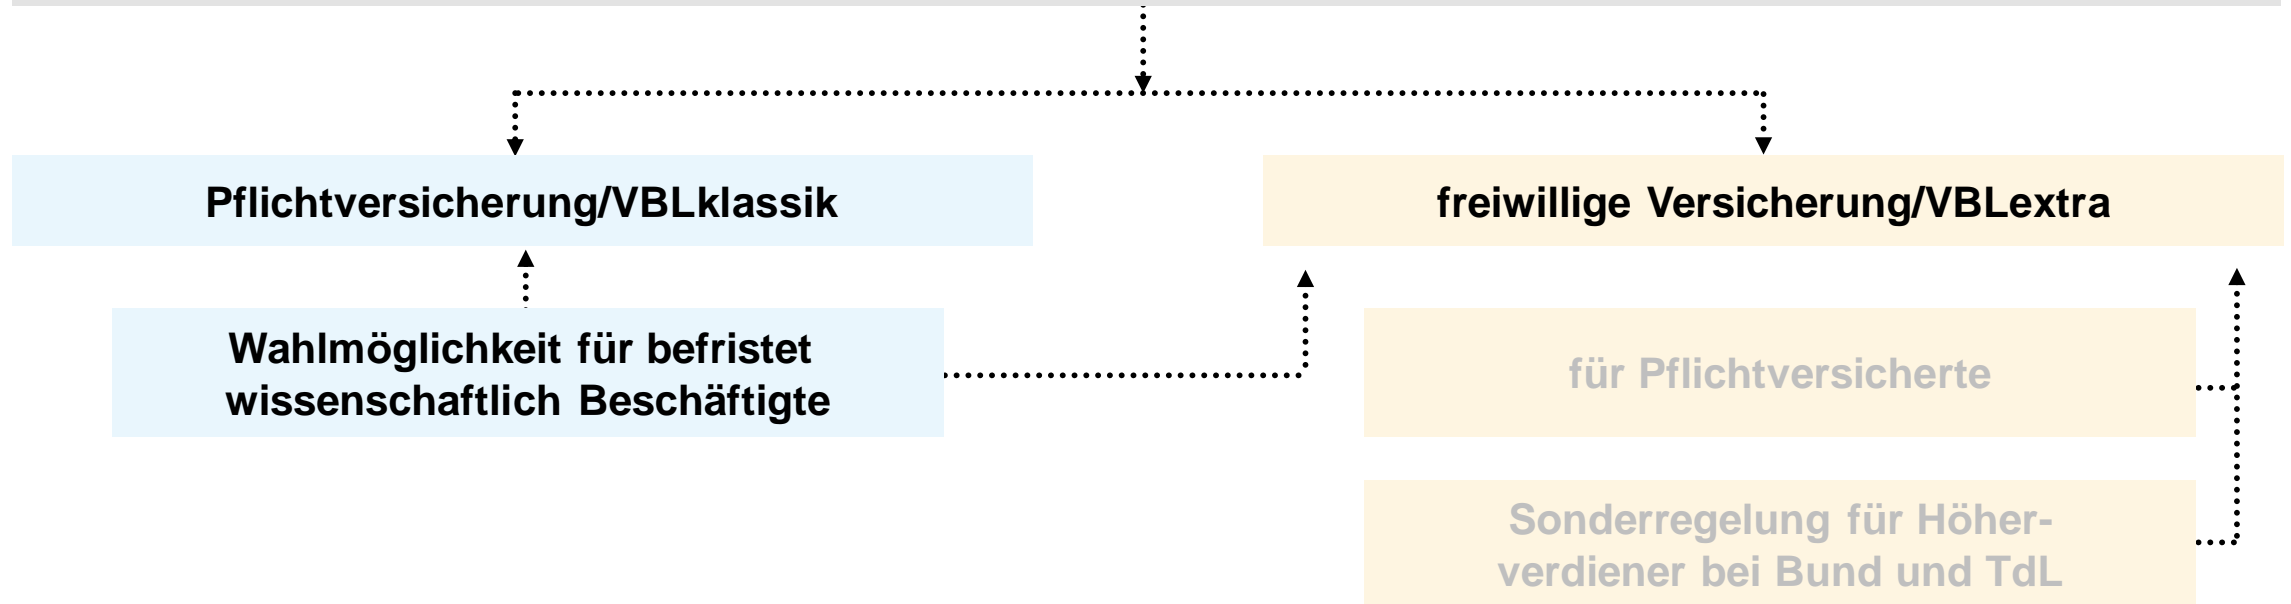 Pflichtversicherung/VBLklassik
freiwillige Versicherung/VBLextra
Wahlmöglichkeit für befristet
wissenschaftlich Beschäftigte
für Pflichtversicherte
Sonderregelung für Höher-
verdiener bei Bund und TdL